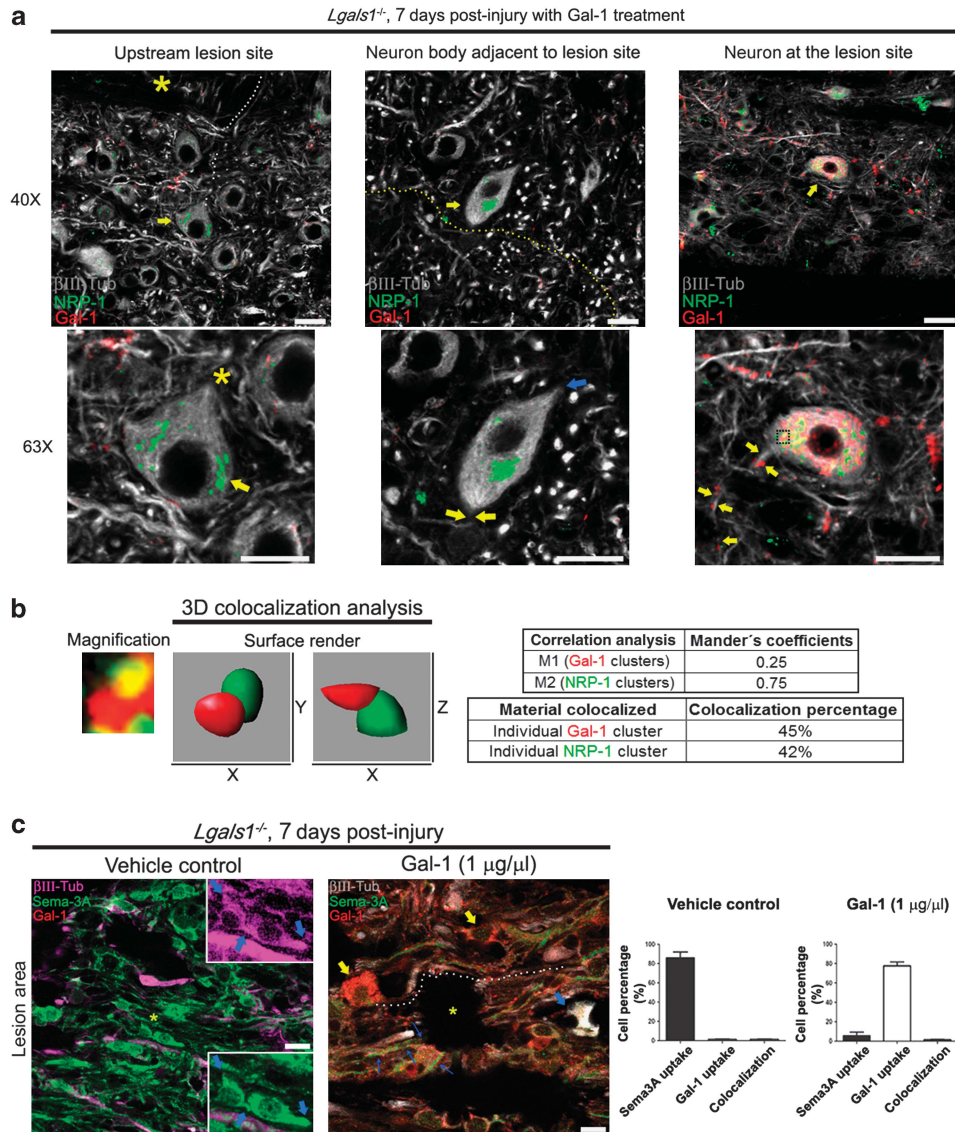 a
Lgals1-/-, 7 days post-injury with Gal-1 treatment
Upstream lesion site
Neuron body adjacent to lesion site
Neuron at the lesion site
40X
*
βIII-Tub
NRP-1
Gal-1
βIII-Tub
NRP-1
Gal-1
βIII-Tub
NRP-1
Gal-1
63X
*
b
3D colocalization analysis
Magnification
Surface render
Y
Z
X
X
Correlation analysis Mander´s coefficients
M1 (Gal-1 clusters) 0.25
M2 (NRP-1 clusters) 0.75
Material colocalized Colocalization percentage
Individual Gal-1 cluster 45%
Individual NRP-1 cluster 42%
c
Lgals1-/-, 7 days post-injury
Vehicle control
Gal-1 (1 µg/µl)
Lesion area
βIII-Tub
Sema-3A
Gal-1
*
βIII-Tub
Sema-3A
Gal-1
*
Vehicle control
Cell percentage
(%)
100
80
60
40
20
0
Sema3A uptake
Gal-1 uptake
Colocalization
Gal-1 (1 µg/µl)
Cell percentage
(%)
100
80
60
40
20
0
Sema3A uptake
Gal-1 uptake
Colocalization